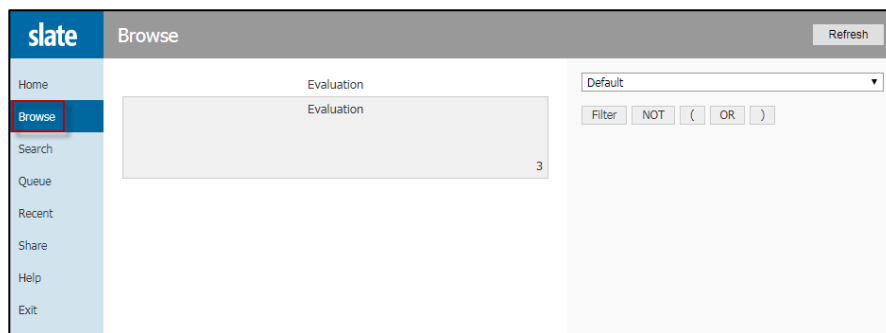 slate
Browse
Refresh
Home
Browse
Search
Queue
Recent
Share
Help
Exit
Evaluation
Evaluation
3
Default
Filter NOT ( OR )